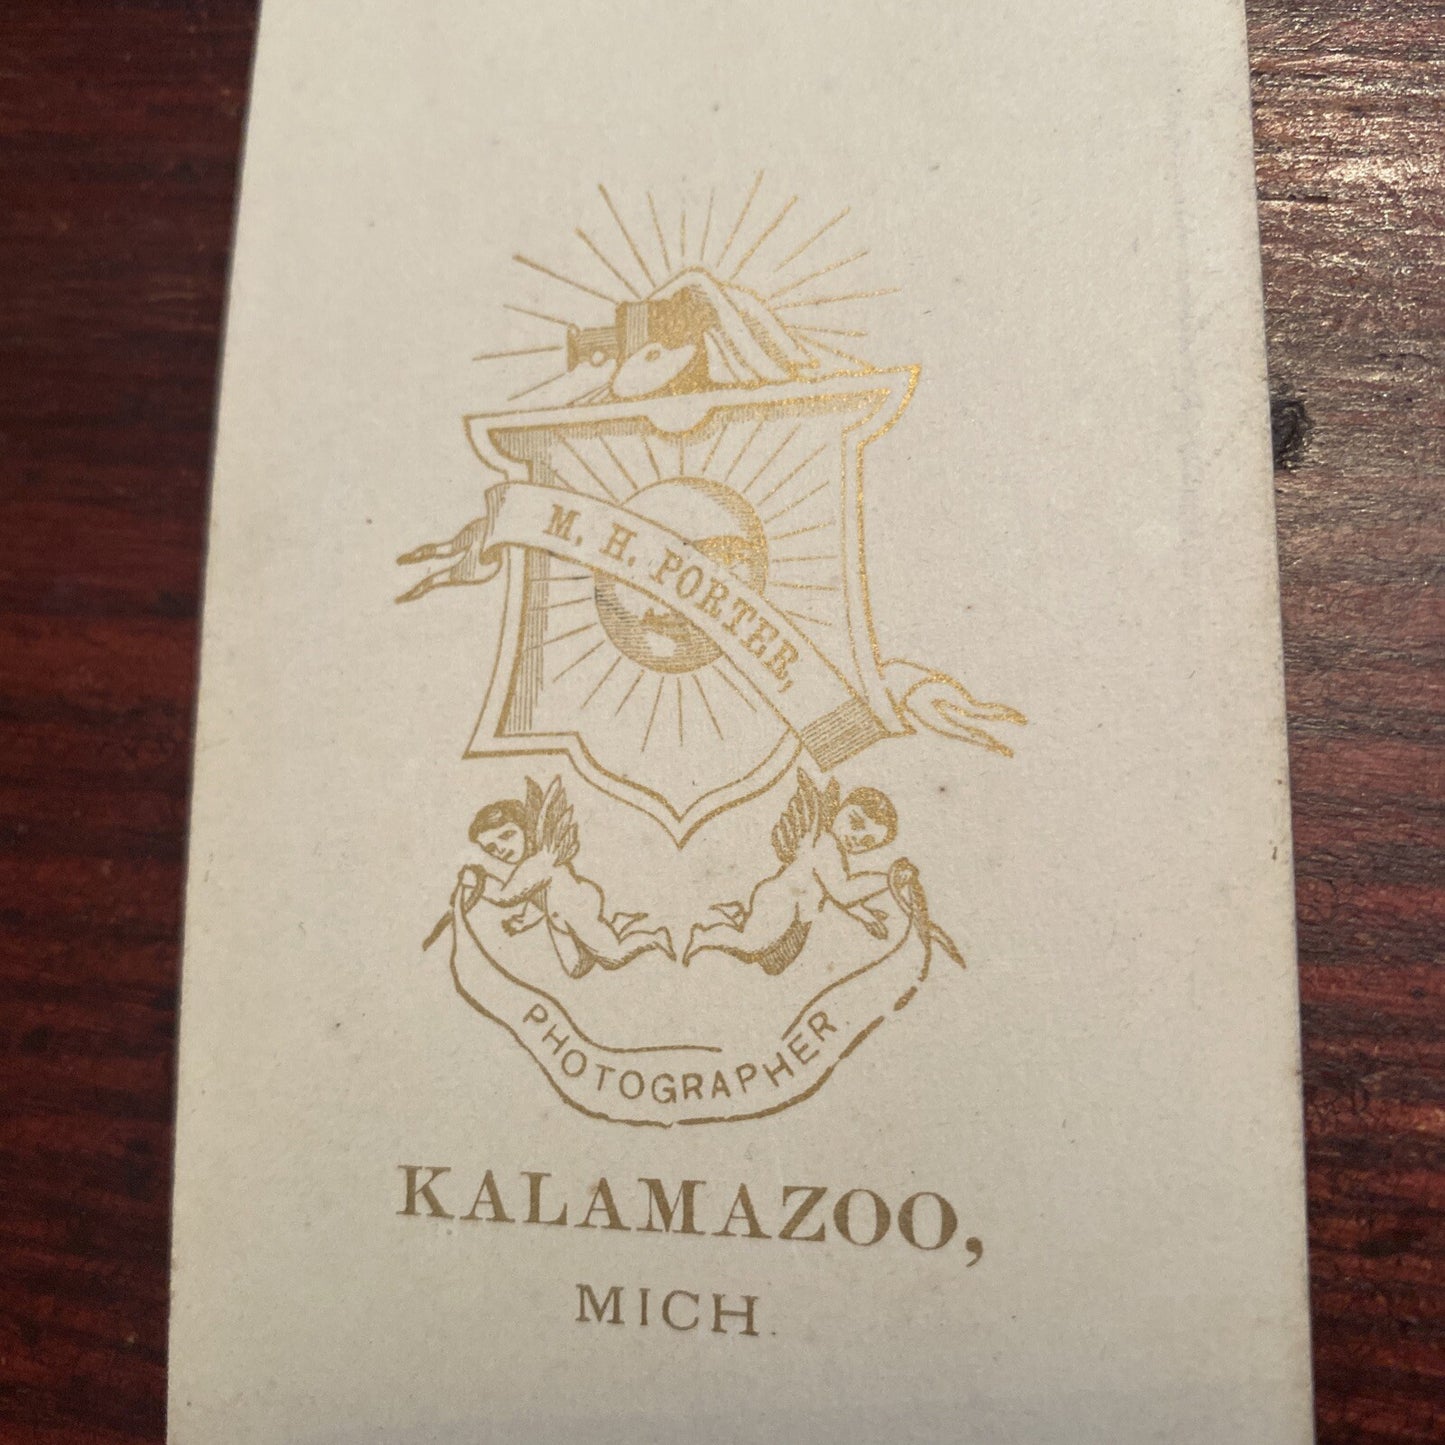 M. H. PORTER,
PHOTOGRAPHER.
KALAMAZOO,
MICH.